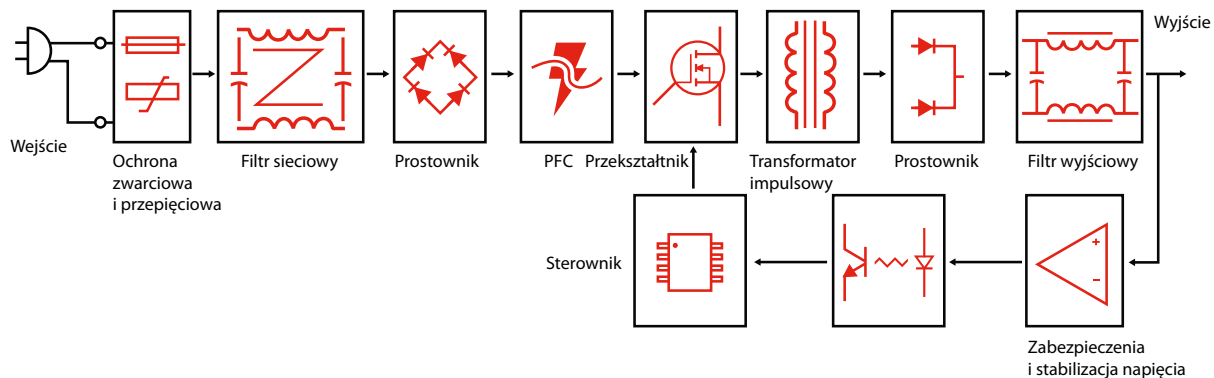 Wyjście
Wejście
Ochrona
zwarciowa
i przepięciowa
Filtr sieciowy
Prostownik
PFC
Przekształtnik
Transformator
impulsowy
Prostownik
Filtr wyjściowy
Sterownik
+
−
Zabezpieczenia
i stabilizacja napięcia